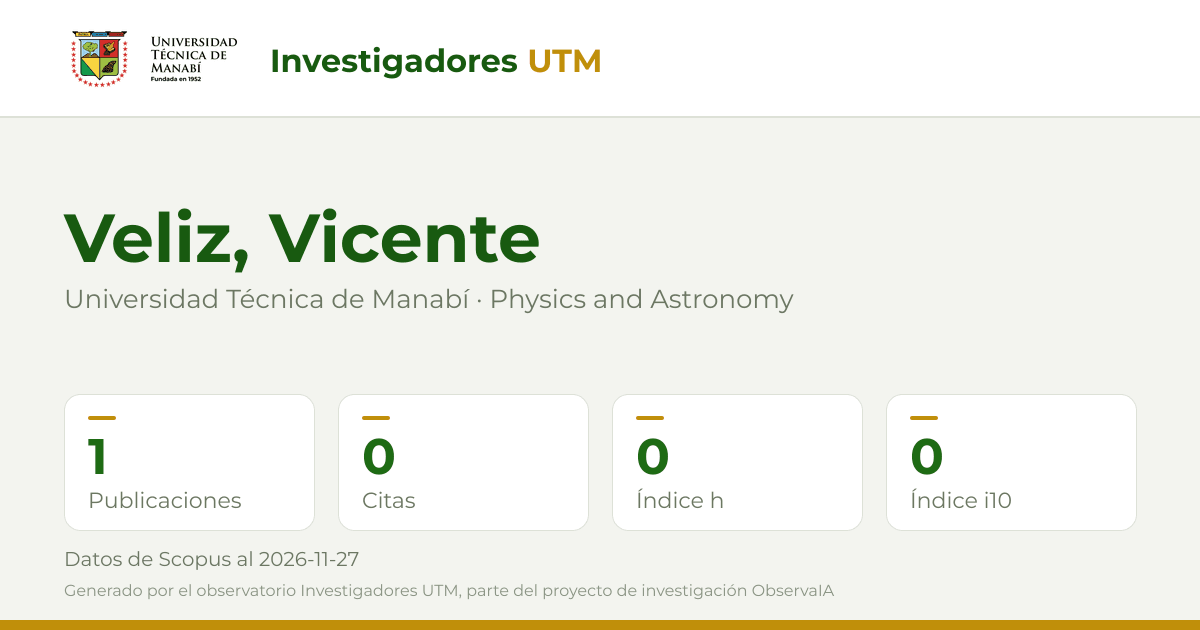 UNIVERSIDAD
TÉCNICA DE
MANABÍ
Fundada en 1952
Investigadores UTM
Veliz, Vicente
Universidad Técnica de Manabí · Physics and Astronomy
1
Publicaciones
0
Citas
0
Índice h
0
Índice i10
Datos de Scopus al 2026-11-27
Generado por el observatorio Investigadores UTM, parte del proyecto de investigación ObservaIA